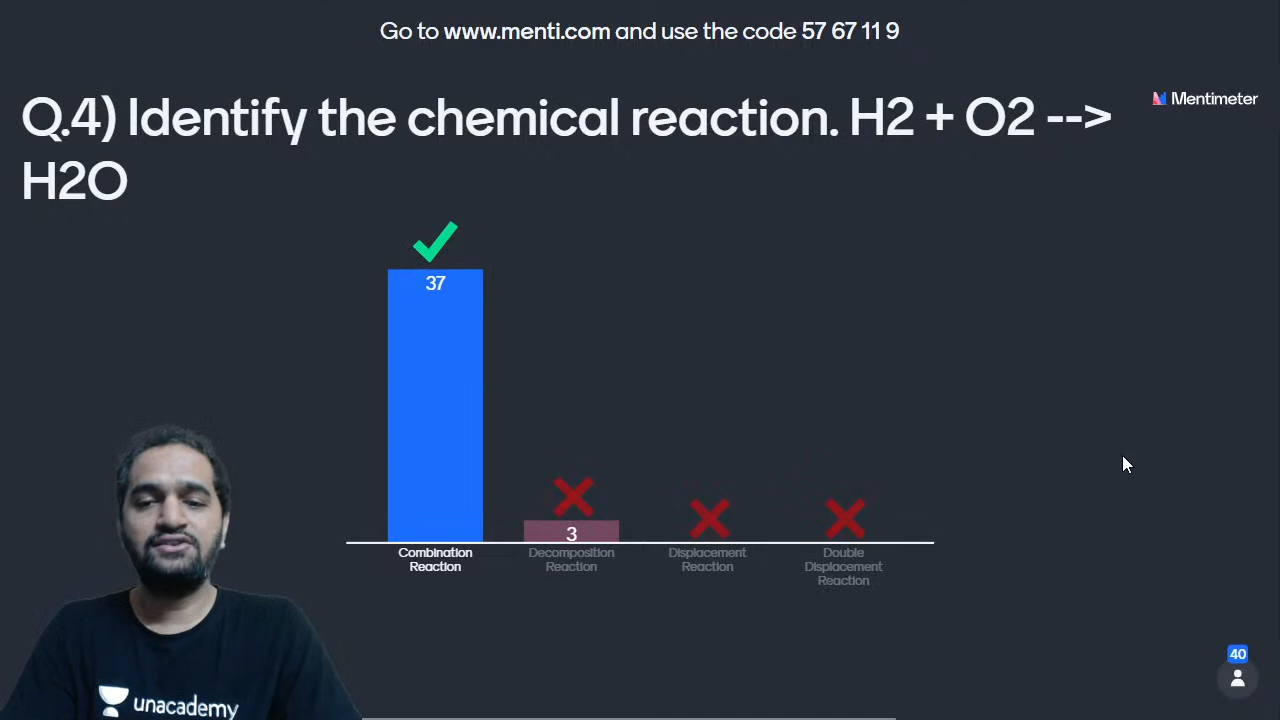 Go to www.menti.com and use the code 57 67 11 9
Mentimeter
Q.4) Identify the chemical reaction. H2 + O2 -->
H2O
37
3
Combination
Reaction
Decomposition
Reaction
Displacement
Reaction
Double
Displacement
Reaction
40
unacademy